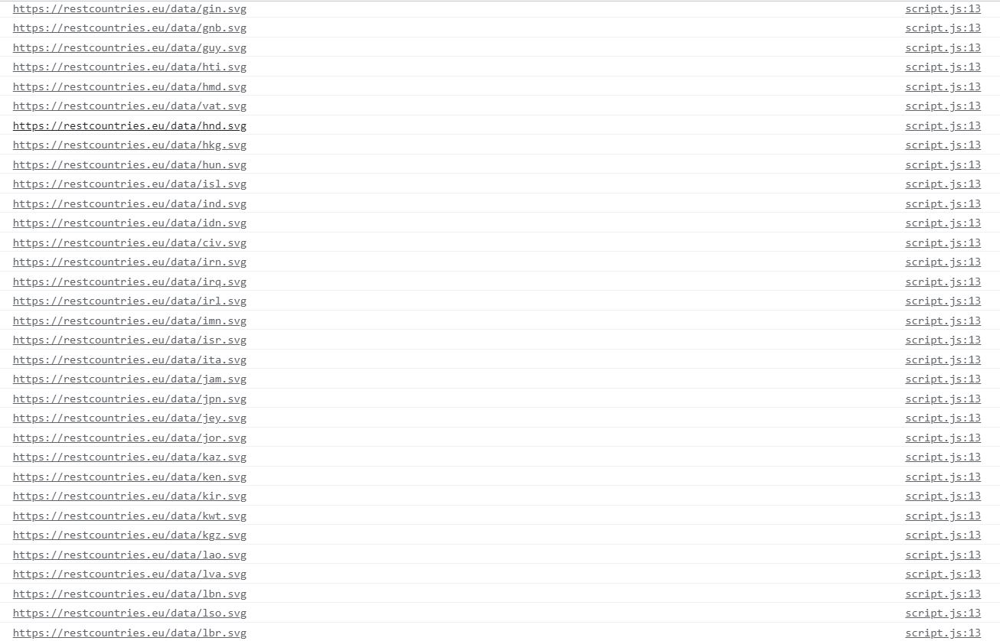 https://restcountries.eu/data/gin.svg script.js:13
https://restcountries.eu/data/gnb.svg script.js:13
https://restcountries.eu/data/guy.svg script.js:13
https://restcountries.eu/data/hti.svg script.js:13
https://restcountries.eu/data/hmd.svg script.js:13
https://restcountries.eu/data/vat.svg script.js:13
https://restcountries.eu/data/hnd.svg script.js:13
https://restcountries.eu/data/hkg.svg script.js:13
https://restcountries.eu/data/hun.svg script.js:13
https://restcountries.eu/data/isl.svg script.js:13
https://restcountries.eu/data/ind.svg script.js:13
https://restcountries.eu/data/idn.svg script.js:13
https://restcountries.eu/data/civ.svg script.js:13
https://restcountries.eu/data/irn.svg script.js:13
https://restcountries.eu/data/irq.svg script.js:13
https://restcountries.eu/data/irl.svg script.js:13
https://restcountries.eu/data/imn.svg script.js:13
https://restcountries.eu/data/isr.svg script.js:13
https://restcountries.eu/data/ita.svg script.js:13
https://restcountries.eu/data/jam.svg script.js:13
https://restcountries.eu/data/jpn.svg script.js:13
https://restcountries.eu/data/jey.svg script.js:13
https://restcountries.eu/data/jor.svg script.js:13
https://restcountries.eu/data/kaz.svg script.js:13
https://restcountries.eu/data/ken.svg script.js:13
https://restcountries.eu/data/kir.svg script.js:13
https://restcountries.eu/data/kwt.svg script.js:13
https://restcountries.eu/data/kgz.svg script.js:13
https://restcountries.eu/data/lao.svg script.js:13
https://restcountries.eu/data/lva.svg script.js:13
https://restcountries.eu/data/lbn.svg script.js:13
https://restcountries.eu/data/lso.svg script.js:13
https://restcountries.eu/data/lbr.svg script.js:13